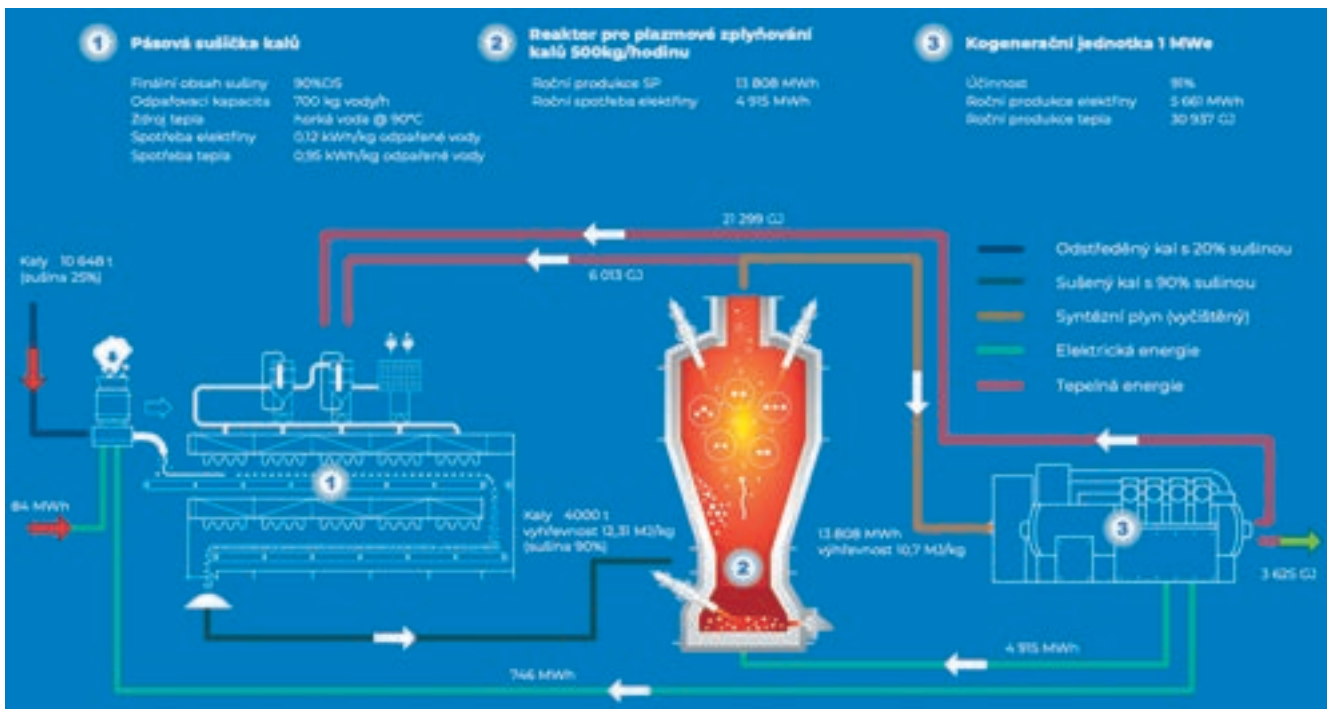 1 Pásová sušička kalů
Finální obsah sušiny 90%DS
Odpařovací kapacita 700 kg vody/h
Zdroj tepla horká voda @ 90°C
Spotřeba elektřiny 0,12 kWh/kg odpařené vody
Spotřeba tepla 0,95 kWh/kg odpařené vody
2 Reaktor pro plazmové zplyňování
kalů 500kg/hodinu
Roční produkce SP 13 808 MWh
Roční spotřeba elektřiny 4 915 MWh
3 Kogenerační jednotka 1 MWe
Účinnost 91%
Roční produkce elektřiny 5 661 MWh
Roční produkce tepla 30 937 GJ
21 299 GJ
6 013 GJ
Kaly 10 648 t
(sušina 25%)
Odstředěný kal s 20% sušinou
Sušený kal s 90% sušinou
Syntézní plyn (vyčištěný)
Elektrická energie
Tepelná energie
1
84 MWh
Kaly 4000 t
výhřevnost 12,31 MJ/kg
(sušina 90%)
2
13 808 MWh
výhřevnost 10,7 MJ/kg
3
3 625 GJ
4 915 MWh
746 MWh